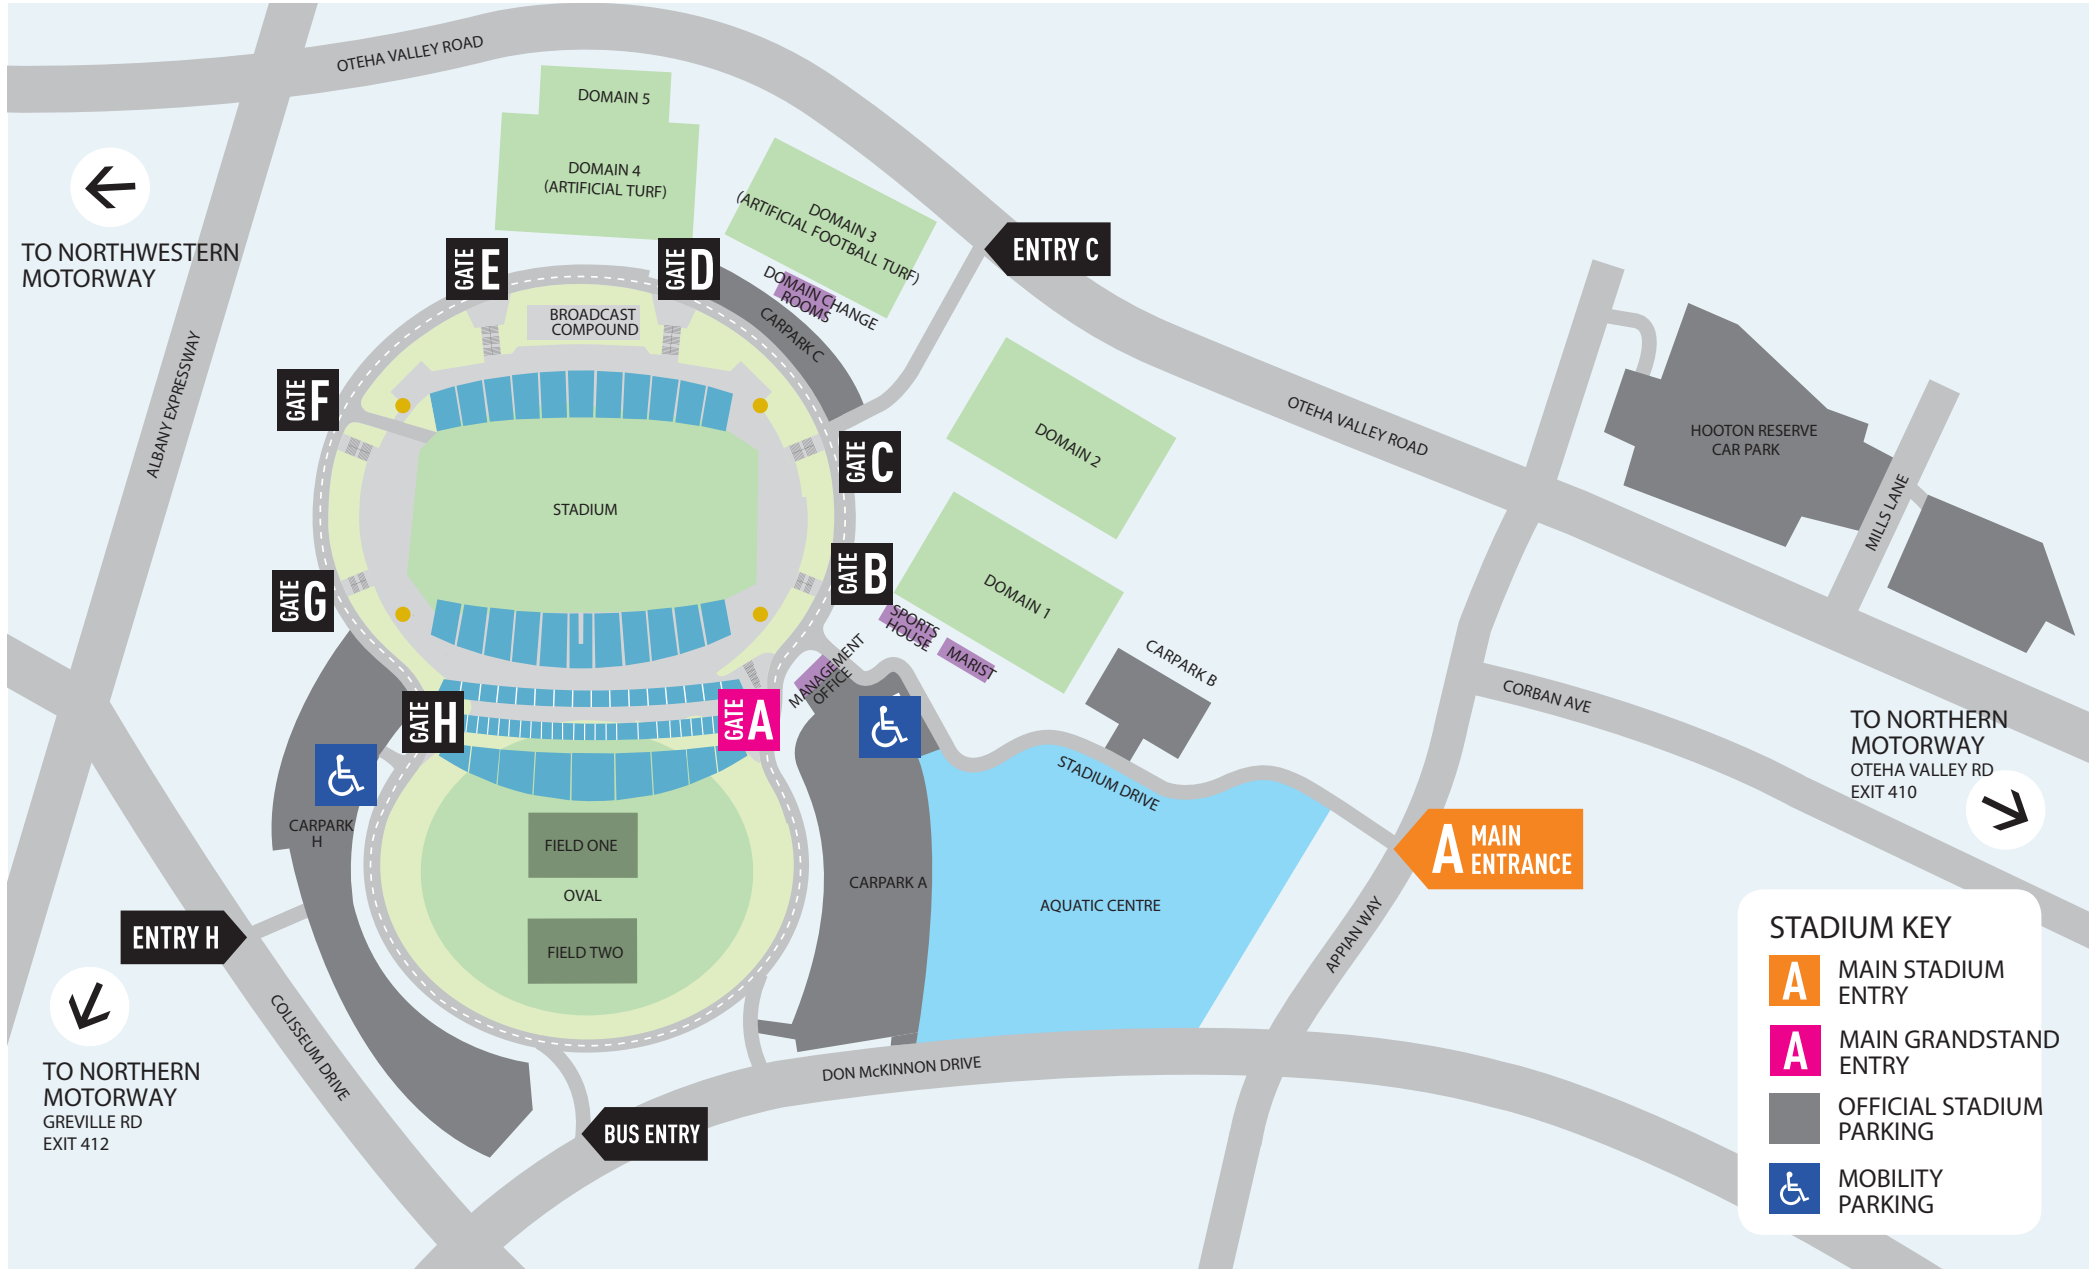 OTEHA VALLEY ROAD
DOMAIN 5
DOMAIN 4
(ARTIFICIAL TURF)
DOMAIN 3
(ARTIFICIAL FOOTBALL TURF)
DOMAIN CHANGE
ROOMS
CARPARK C
ENTRY C
TO NORTHWESTERN
MOTORWAY
ALBANY EXPRESSWAY
GATE E
GATE D
BROADCAST
COMPOUND
GATE F
GATE C
STADIUM
GATE G
GATE B
DOMAIN 2
DOMAIN 1
SPORTS
HOUSE
MARIST
MANAGEMENT
OFFICE
CARPARK B
OTEHA VALLEY ROAD
HOOTON RESERVE
CAR PARK
MILLS LANE
CORBAN AVE
TO NORTHERN
MOTORWAY
OTEHA VALLEY RD
EXIT 410
GATE H
GATE A
CARPARK
H
STADIUM DRIVE
A MAIN
ENTRANCE
FIELD ONE
OVAL
FIELD TWO
CARPARK A
AQUATIC CENTRE
APPIAN WAY
ENTRY H
COLISSEUM DRIVE
TO NORTHERN
MOTORWAY
GREVILLE RD
EXIT 412
DON McKINNON DRIVE
BUS ENTRY
STADIUM KEY
A MAIN STADIUM
ENTRY
A MAIN GRANDSTAND
ENTRY
OFFICIAL STADIUM
PARKING
MOBILITY
PARKING